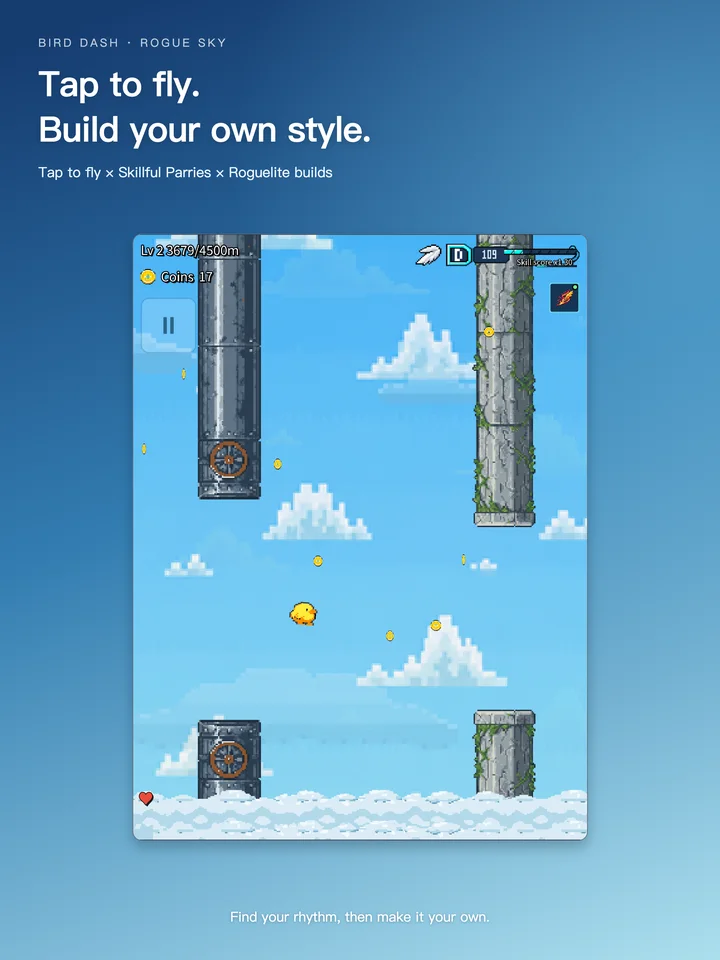 BIRD DASH · ROGUE SKY
Tap to fly.
Build your own style.
Tap to fly × Skillful Parries × Roguelite builds
Lv 2 3679/4500m
D 109
Skill score x1.30
Coins 17
Find your rhythm, then make it your own.